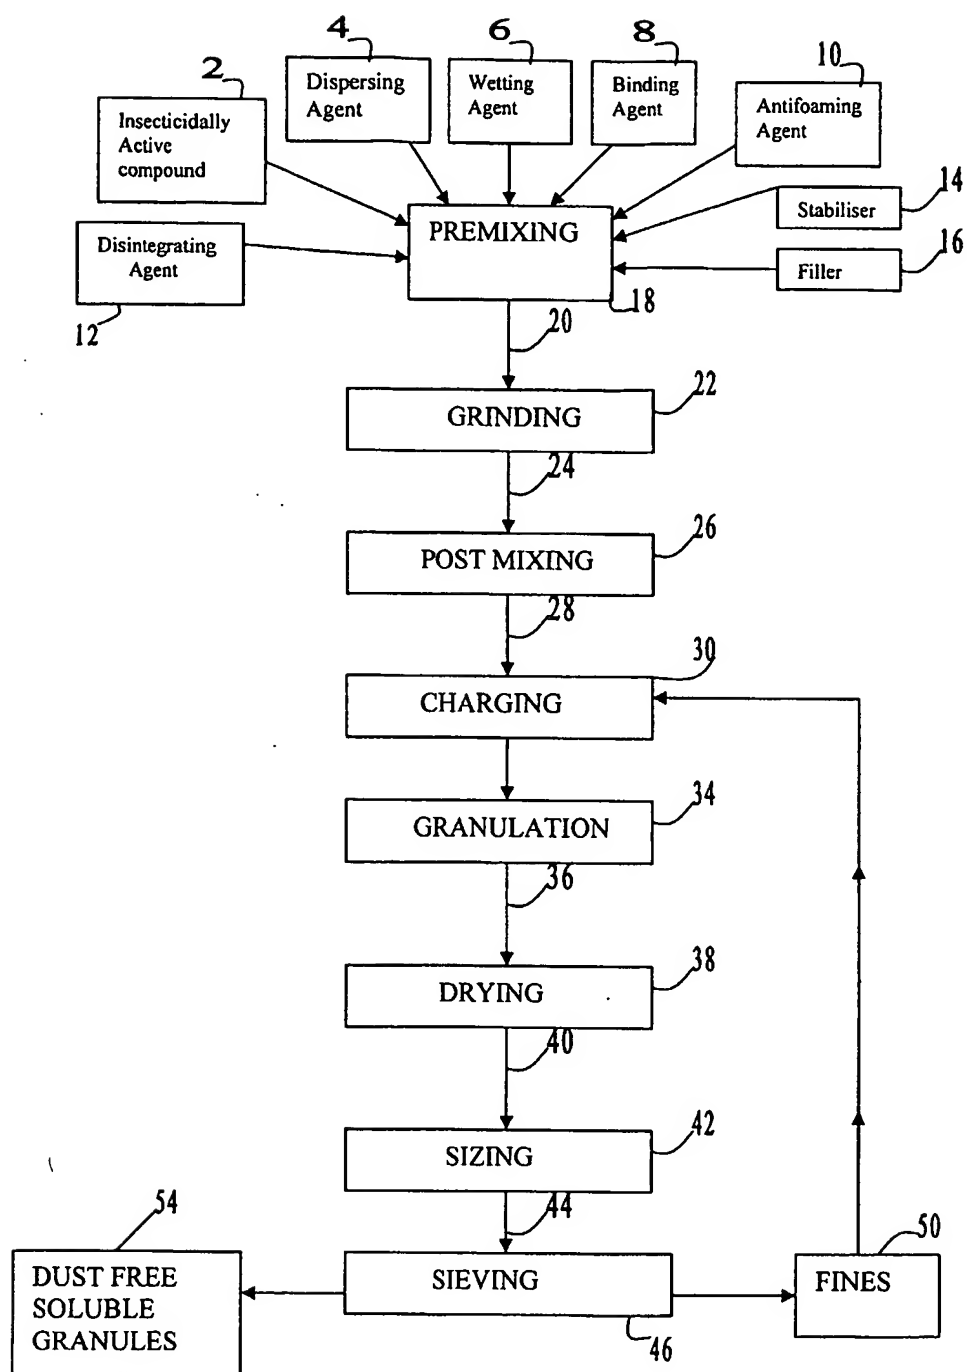 4
6
8
10
2
Dispersing
Agent
Wetting
Agent
Binding
Agent
Antifoaming
Agent
Insecticidally
Active
compound
14
Stabiliser
PREMIXING
Disintegrating
Agent
16
Filler
12
18
20
22
GRINDING
24
26
POST MIXING
28
30
CHARGING
34
GRANULATION
36
38
DRYING
40
42
SIZING
44
54
50
DUST FREE
SOLUBLE
GRANULES
SIEVING
FINES
46